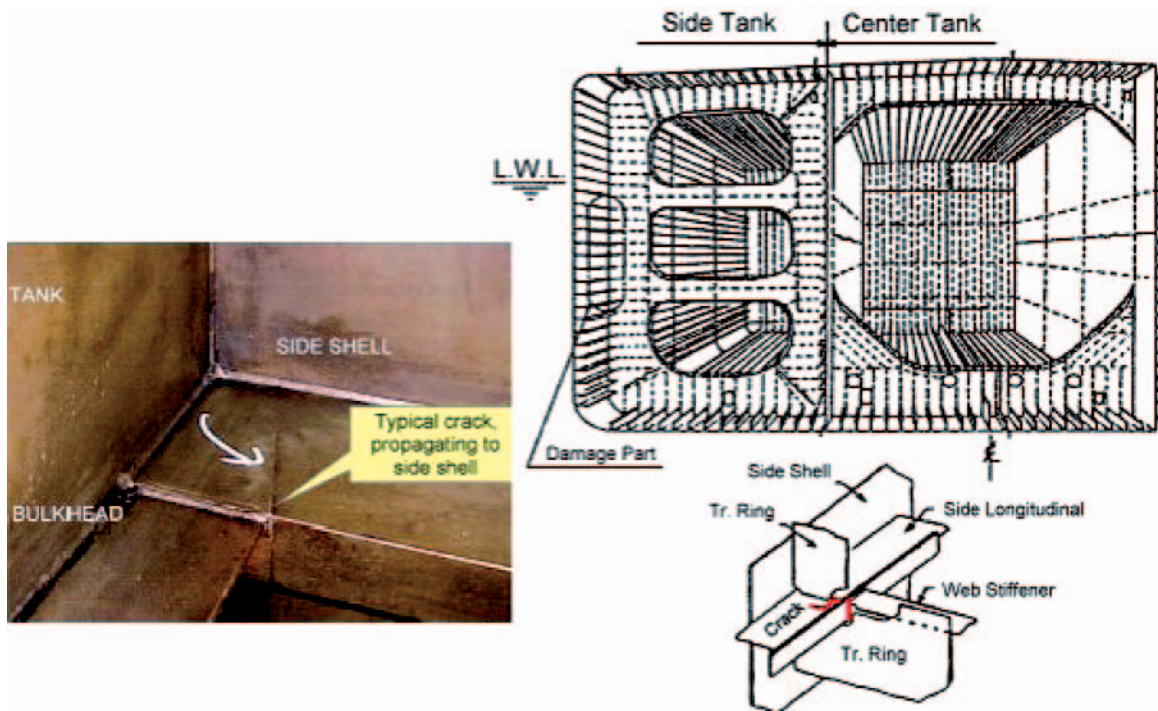 Side Tank
Center Tank
L.W.L.
TANK
SIDE SHELL
Typical crack,
propagating to
side shell
BULKHEAD
Damage Part
Side Shell
Tr. Ring
Side Longitudinal
Web Stiffener
Crack
Tr. Ring